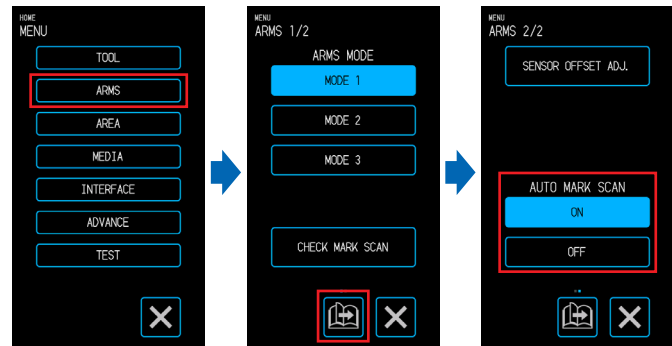 HOME
MENU
TOOL
ARMS
AREA
MEDIA
INTERFACE
ADVANCE
TEST
MENU
ARMS 1/2
ARMS MODE
MODE 1
MODE 2
MODE 3
CHECK MARK SCAN
MENU
ARMS 2/2
SENSOR OFFSET ADJ.
AUTO MARK SCAN
ON
OFF